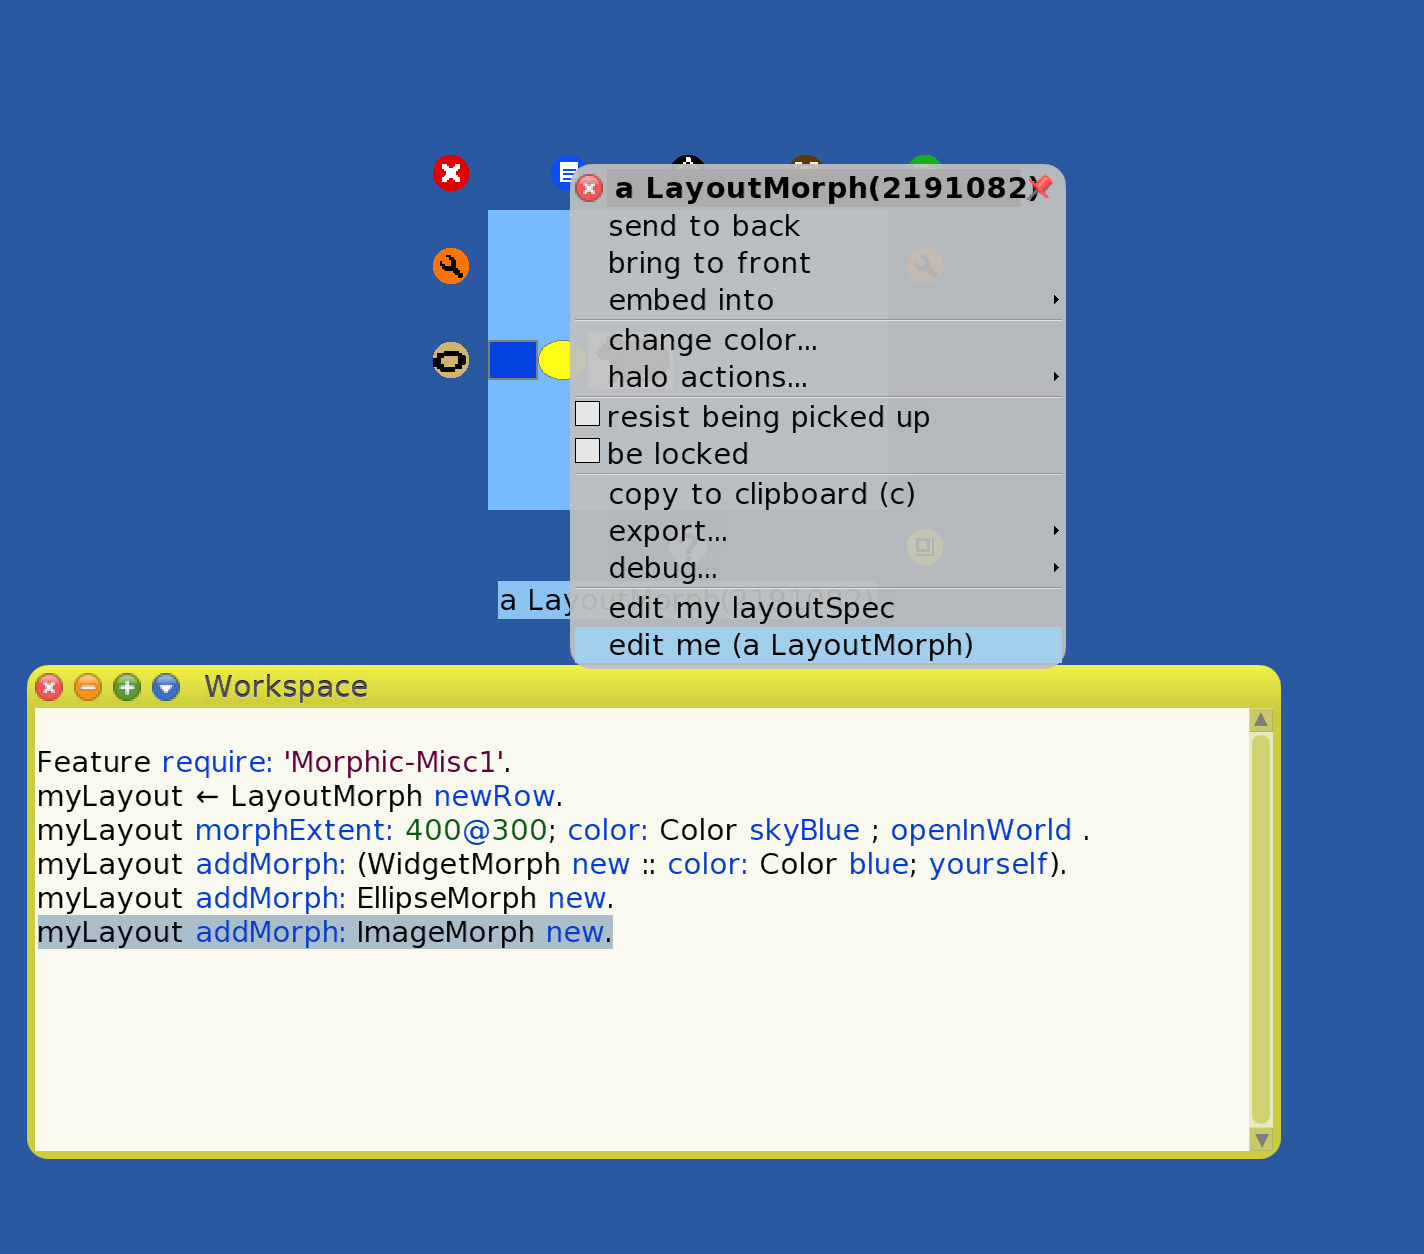 a LayoutMorph(2191082)
send to back
bring to front
embed into
change color...
halo actions...
resist being picked up
be locked
copy to clipboard (c)
export...
debug...
a LayoutMorph(2191082)
edit my layoutSpec
edit me (a LayoutMorph)
Workspace
Feature require: 'Morphic-Misc1'.
myLayout ← LayoutMorph newRow.
myLayout morphExtent: 400@300; color: Color skyBlue ; openInWorld .
myLayout addMorph: (WidgetMorph new :: color: Color blue; yourself).
myLayout addMorph: EllipseMorph new.
myLayout addMorph: ImageMorph new.